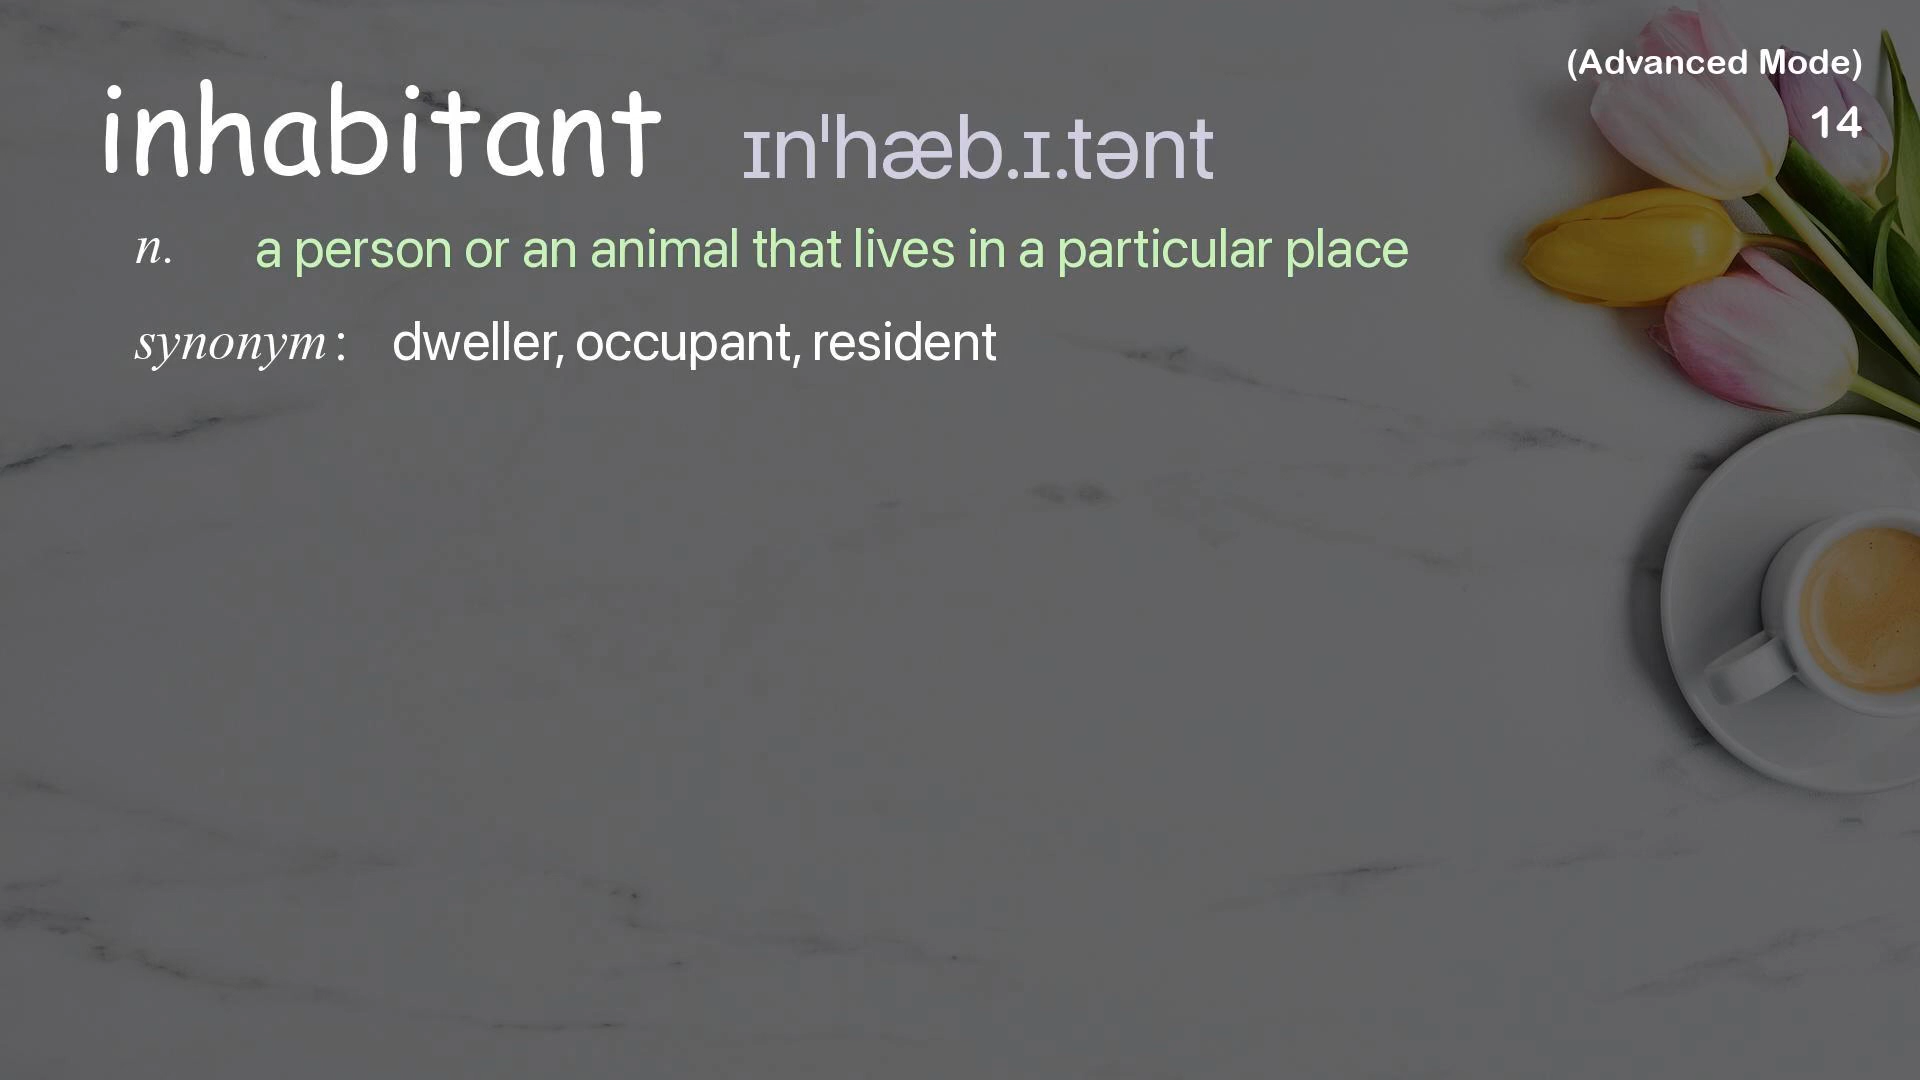 (Advanced Mode)
14
inhabitant ɪnˈhæb.ɪ.tənt
n. a person or an animal that lives in a particular place
synonym: dweller, occupant, resident